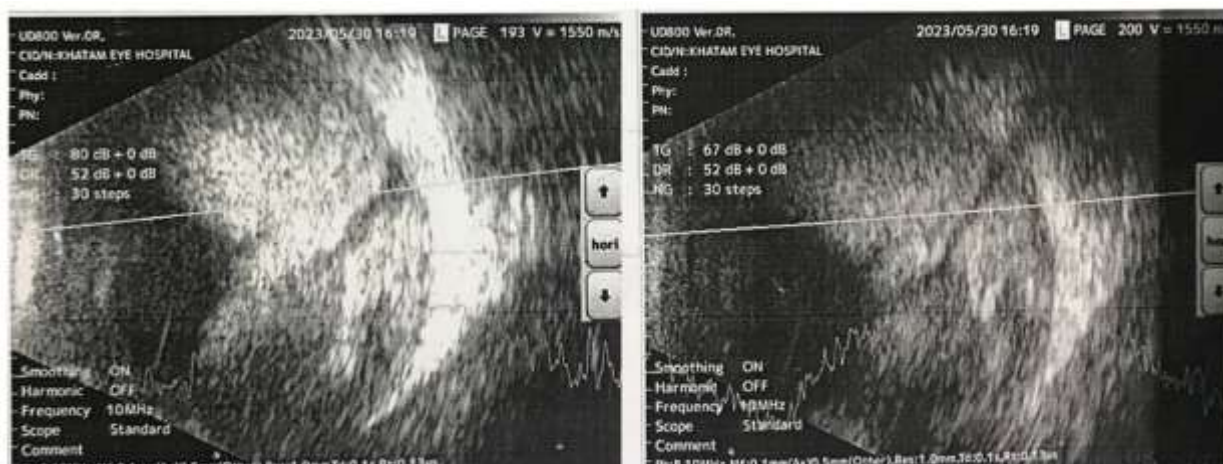 UD800 Ver.0R,
2023/05/30 16:19 L PAGE 193 V = 1550 m/s
CID/N:KHATAM EYE HOSPITAL
Cadd :
Phy:
PN:
: 80 dB + 0 dB
: 52 dB + 0 dB
30 steps
hori
Smoothing ON
Harmonic OFF
Frequency 10MHz
Scope Standard
Comment
UD800 Ver.0R,
2023/05/30 16:19 L PAGE 200 V = 1550 m
CID/N:KHATAM EYE HOSPITAL
Cadd :
Phy:
PN:
TG : 67 dB + 0 dB
DR : 52 dB + 0 dB
NG : 30 steps
Smoothing ON
Harmonic OFF
Frequency 10MHz
Scope Standard
Comment